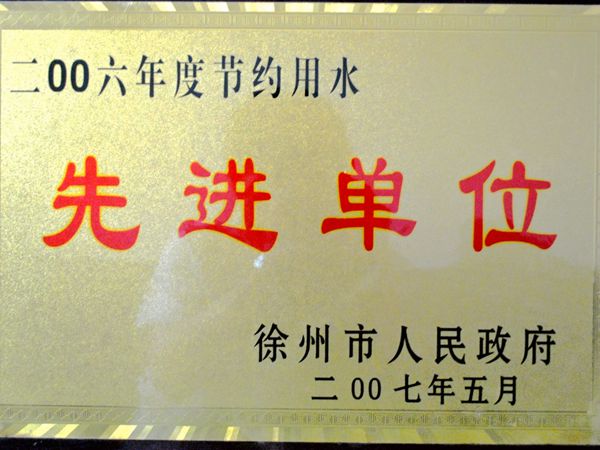 二00六年度节约用水
先进单位
徐州市人民政府
二00七年五月